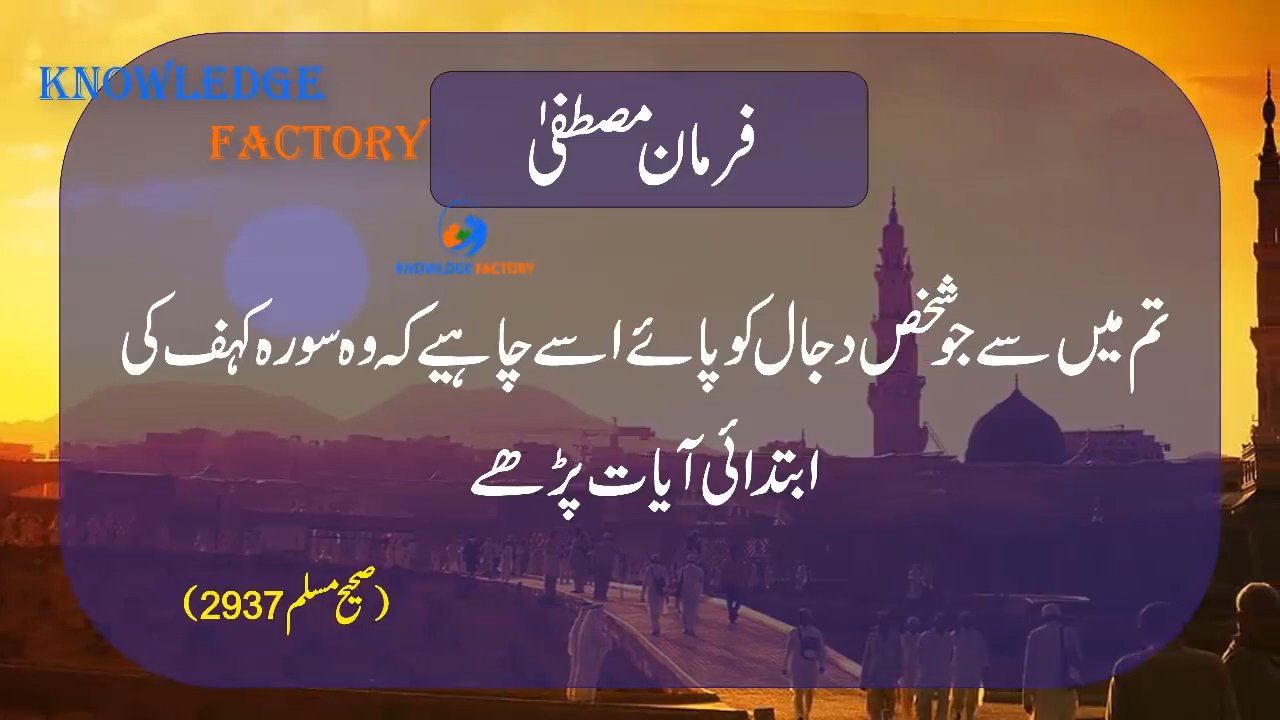 KNOWLEDGE
FACTORY
فرمان مصطفیٰ
KNOWLEDGE FACTORY
تم میں سے جو شخص دجال کو پائے اسے چاہیے کہ وہ سورہ کہف کی
ابتدائی آیات پڑھے
(صحیح مسلم 2937)